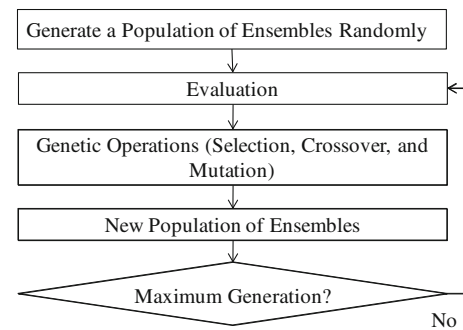 Generate a Population of Ensembles Randomly
Evaluation
Genetic Operations (Selection, Crossover, and
Mutation)
New Population of Ensembles
Maximum Generation?
No